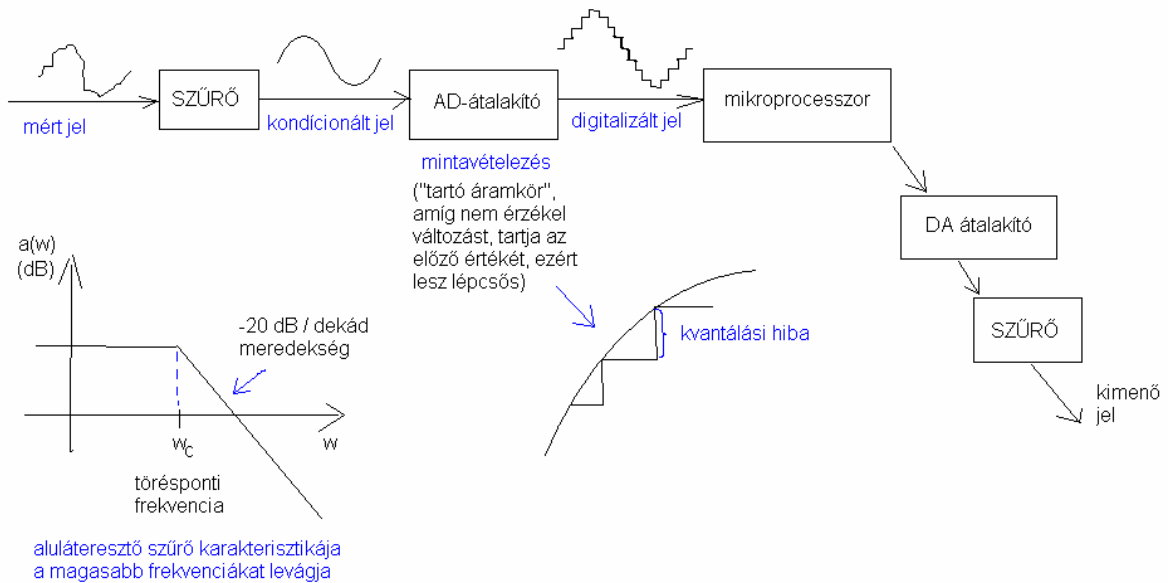 mért jel
SZŰRŐ
kondícionált jel
AD-átalakító
digitalizált jel
mikroprocesszor
mintavételezés
("tartó áramkör",
amíg nem érzékel
változást, tartja az
előző értékét, ezért
lesz lépcsős)
DA átalakító
SZŰRŐ
kimenő
jel
kvantálási hiba
a(w)
(dB)
-20 dB / dekád
meredekség
w
wc
törésponti
frekvencia
aluláteresztő szűrő karakterisztikája
a magasabb frekvenciákat levágja